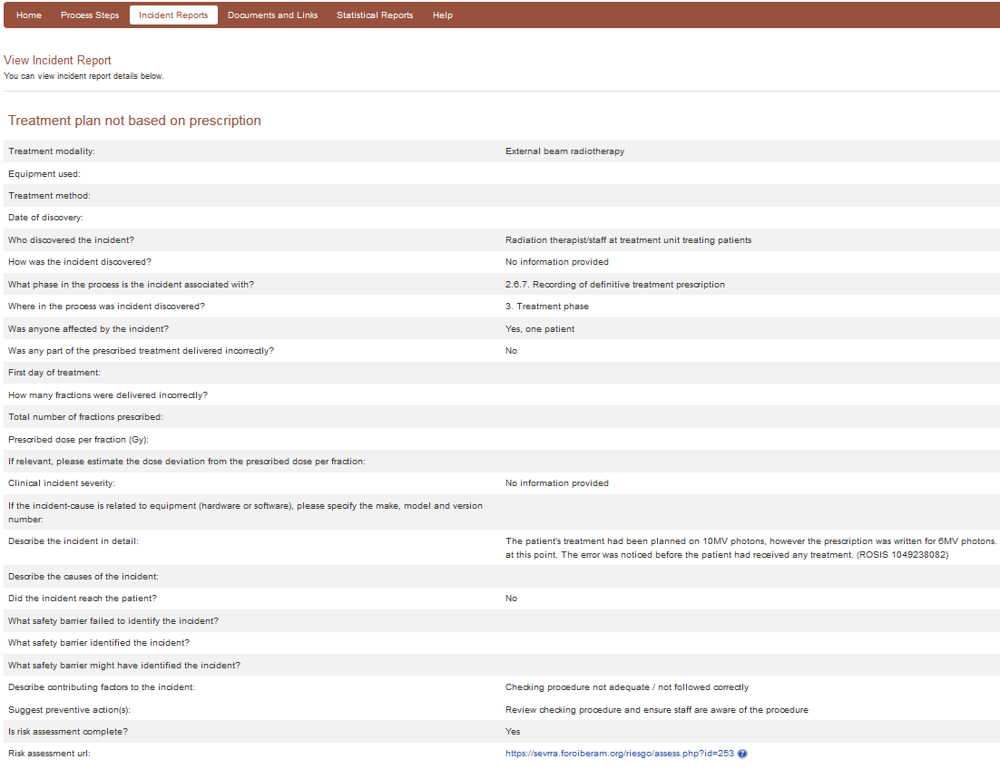 Home Process Steps Incident Reports Documents and Links Statistical Reports Help
View Incident Report
You can view incident report details below.
Treatment plan not based on prescription
Treatment modality: External beam radiotherapy
Equipment used:
Treatment method:
Date of discovery:
Who discovered the incident? Radiation therapist/staff at treatment unit treating patients
How was the incident discovered? No information provided
What phase in the process is the incident associated with? 2.6.7. Recording of definitive treatment prescription
Where in the process was incident discovered? 3. Treatment phase
Was anyone affected by the incident? Yes, one patient
Was any part of the prescribed treatment delivered incorrectly? No
First day of treatment:
How many fractions were delivered incorrectly?
Total number of fractions prescribed:
Prescribed dose per fraction (Gy):
If relevant, please estimate the dose deviation from the prescribed dose per fraction:
Clinical incident severity: No information provided
If the incident-cause is related to equipment (hardware or software), please specify the make, model and version
number:
Describe the incident in detail: The patient's treatment had been planned on 10MV photons, however the prescription was written for 6MV photons.
at this point. The error was noticed before the patient had received any treatment. (ROSIS 1049238082)
Describe the causes of the incident:
Did the incident reach the patient? No
What safety barrier failed to identify the incident?
What safety barrier identified the incident?
What safety barrier might have identified the incident?
Describe contributing factors to the incident: Checking procedure not adequate / not followed correctly
Suggest preventive action(s): Review checking procedure and ensure staff are aware of the procedure
Is risk assessment complete? Yes
Risk assessment url: https://sevrra.foroiberam.org/riesgo/assess.php?id=253 ?